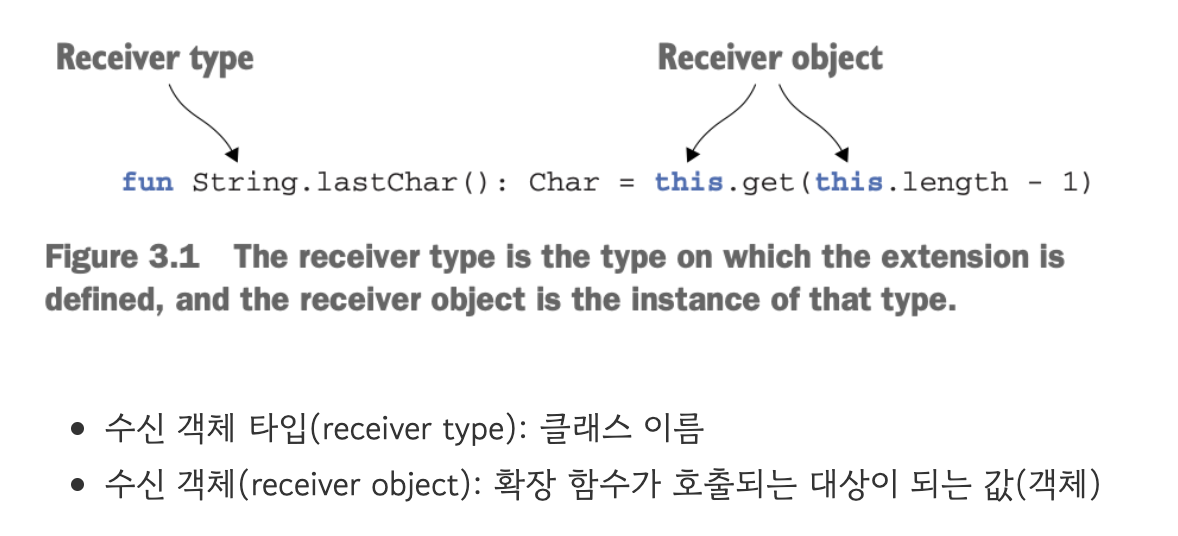 Receiver type Receiver object
fun String.lastChar(): Char = this.get(this.length - 1)
Figure 3.1 The receiver type is the type on which the extension is
defined, and the receiver object is the instance of that type.
• 수신 객체 타입(receiver type): 클래스 이름
• 수신 객체(receiver object): 확장 함수가 호출되는 대상이 되는 값(객체)